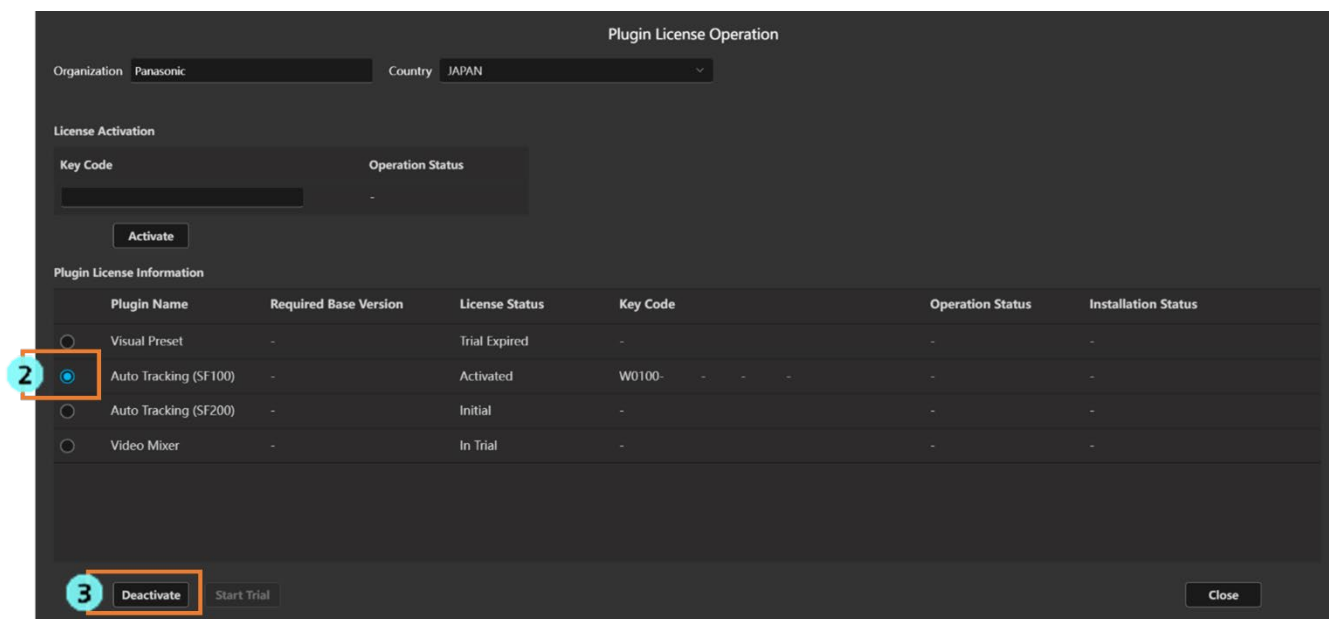 Plugin License Operation
Organization Panasonic Country JAPAN
License Activation
Key Code Operation Status
-
Activate
Plugin License Information
Plugin Name Required Base Version License Status Key Code Operation Status Installation Status
Visual Preset - Trial Expired - - -
2 Auto Tracking (SF100) - Activated W0100- - - - - -
Auto Tracking (SF200) - Initial - - -
Video Mixer - In Trial - - -
3 Deactivate Start Trial Close